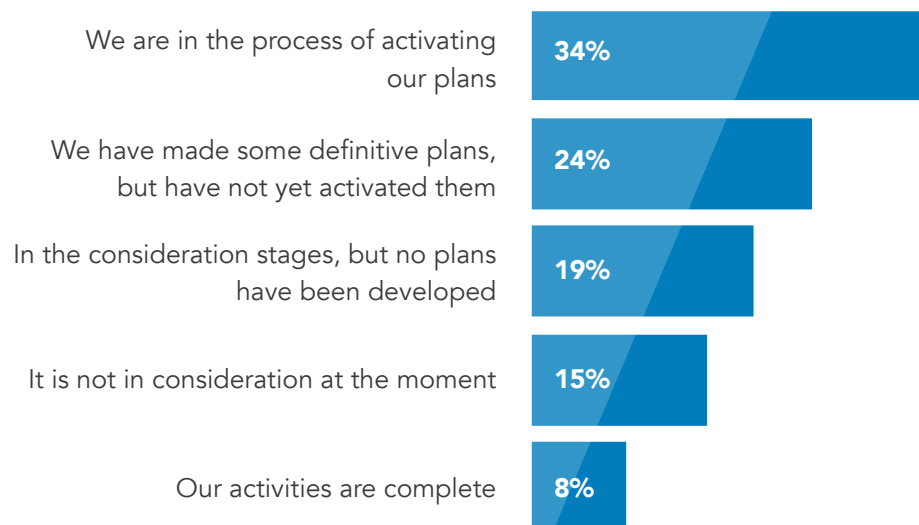 We are in the process of activating
our plans
34%
We have made some definitive plans,
but have not yet activated them
24%
In the consideration stages, but no plans
have been developed
19%
It is not in consideration at the moment
15%
Our activities are complete
8%